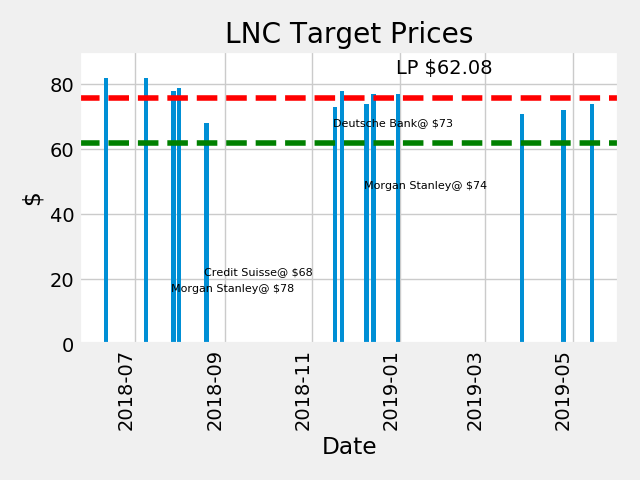 LNC Target Prices
LP $62.08
$
80
60
40
20
0
Deutsche Bank@ $73
Morgan Stanley@ $74
Credit Suisse@ $68
Morgan Stanley@ $78
2018-07
2018-09
2018-11
2019-01
2019-03
2019-05
Date